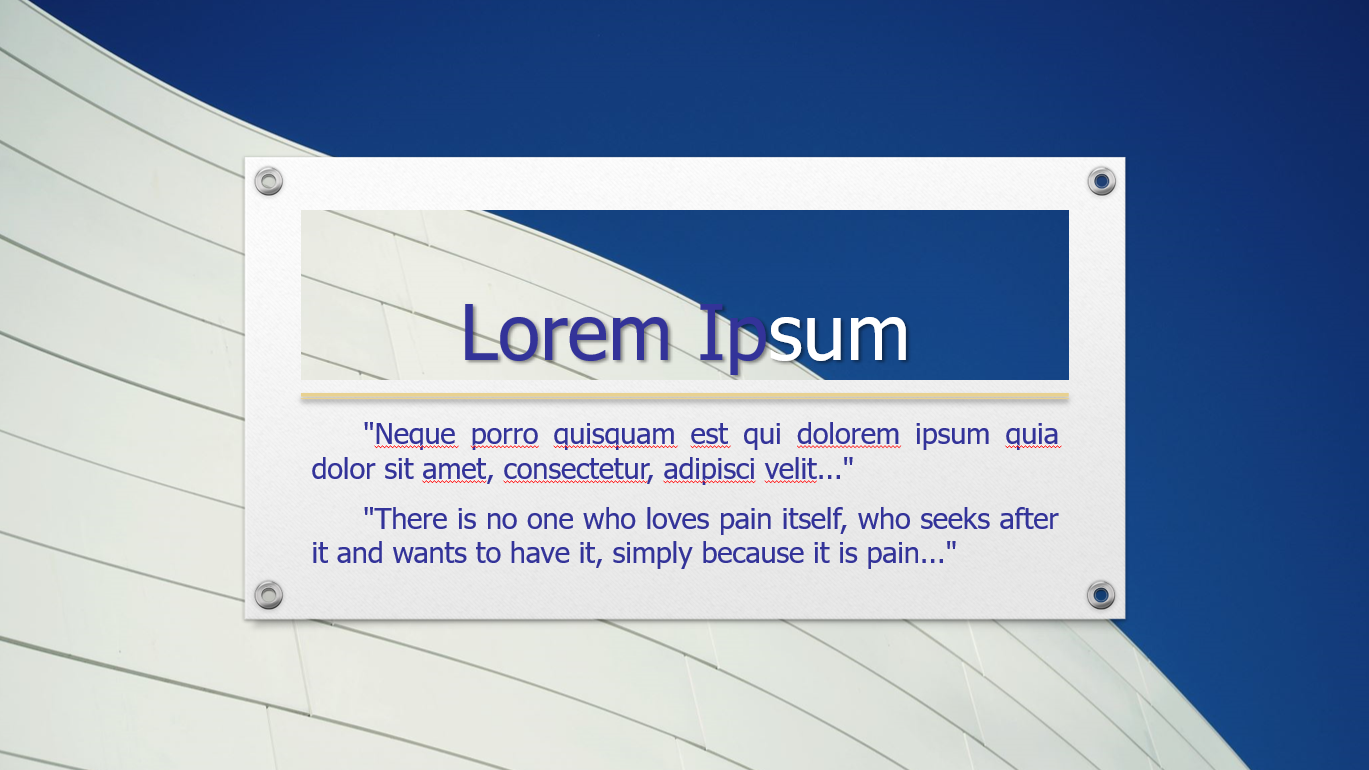 Lorem Ipsum
"Neque porro quisquam est qui dolorem ipsum quia
dolor sit amet, consectetur, adipisci velit..."
"There is no one who loves pain itself, who seeks after
it and wants to have it, simply because it is pain..."